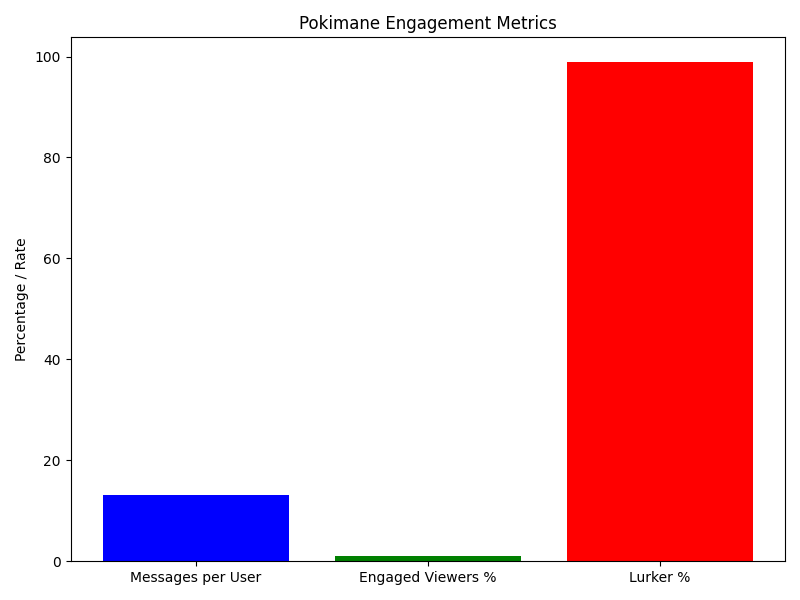 Pokimane Engagement Metrics
Percentage / Rate
100
80
60
40
20
0
Messages per User
Engaged Viewers %
Lurker %